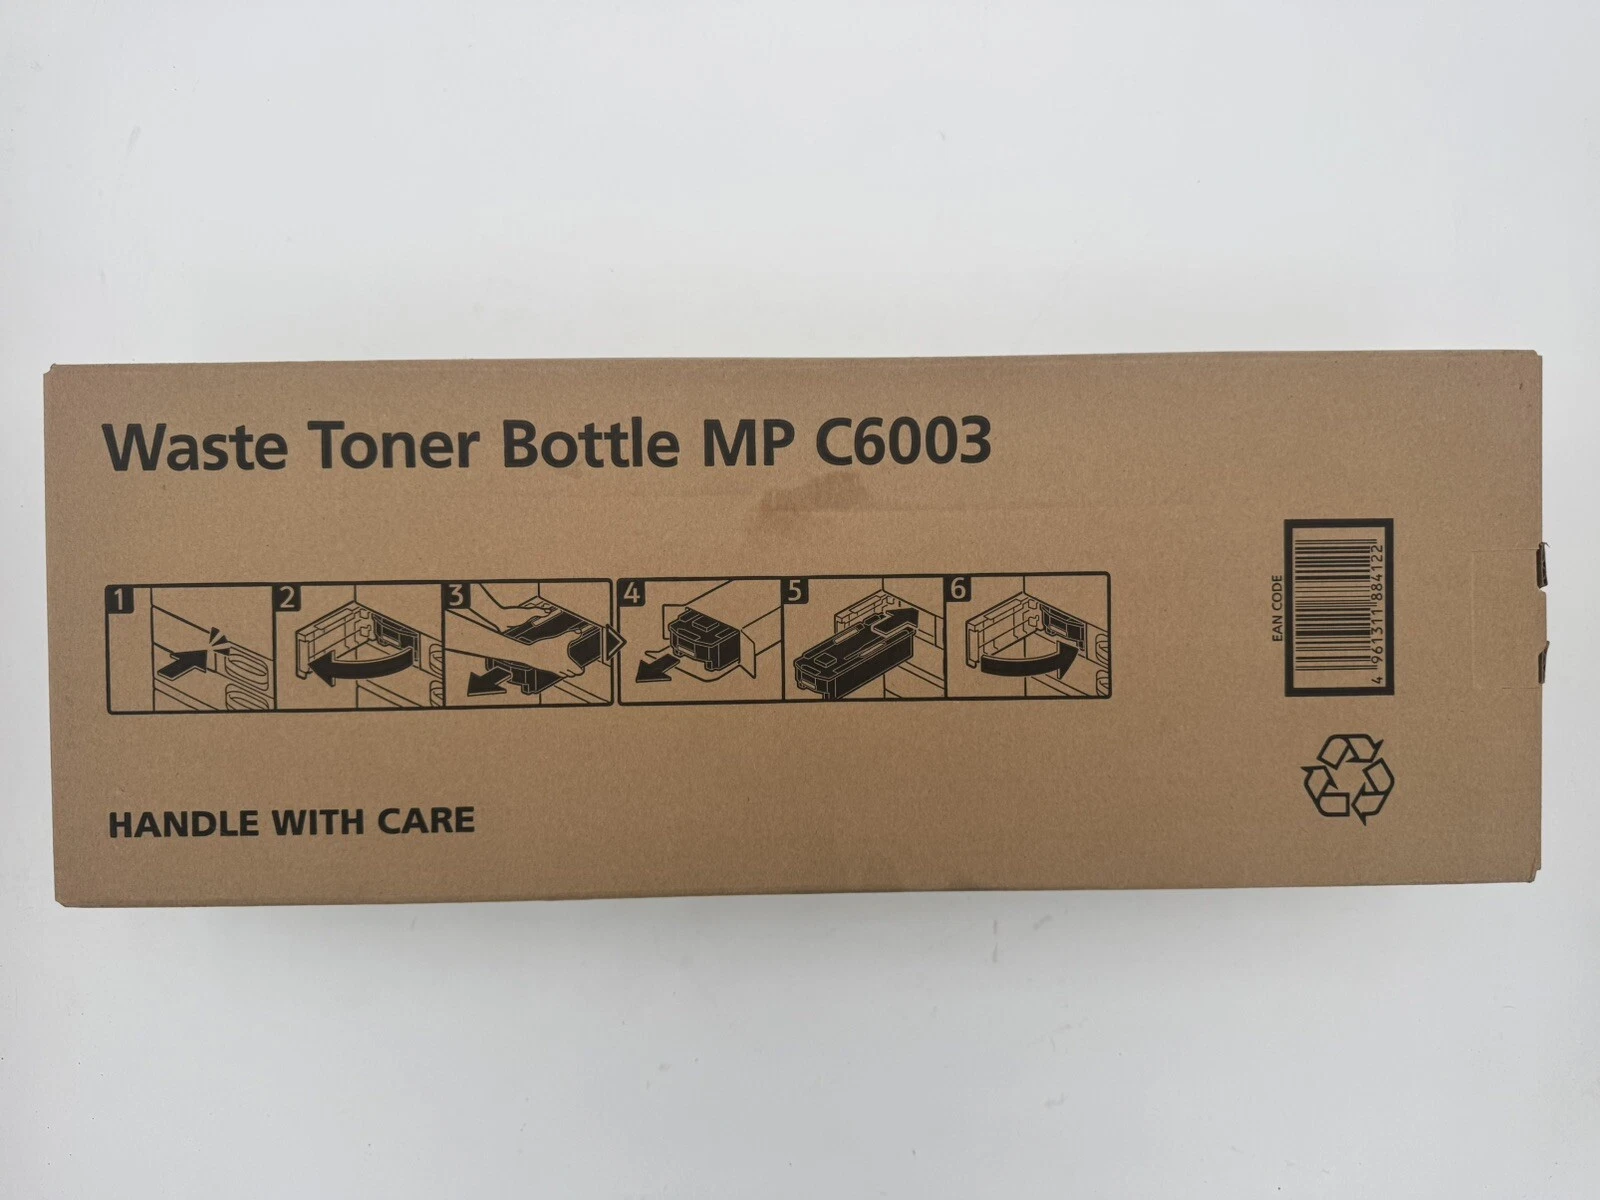 Waste Toner Bottle MP C6003
1
2
3
4
5
6
EAN CODE
4 961311 884122
HANDLE WITH CARE